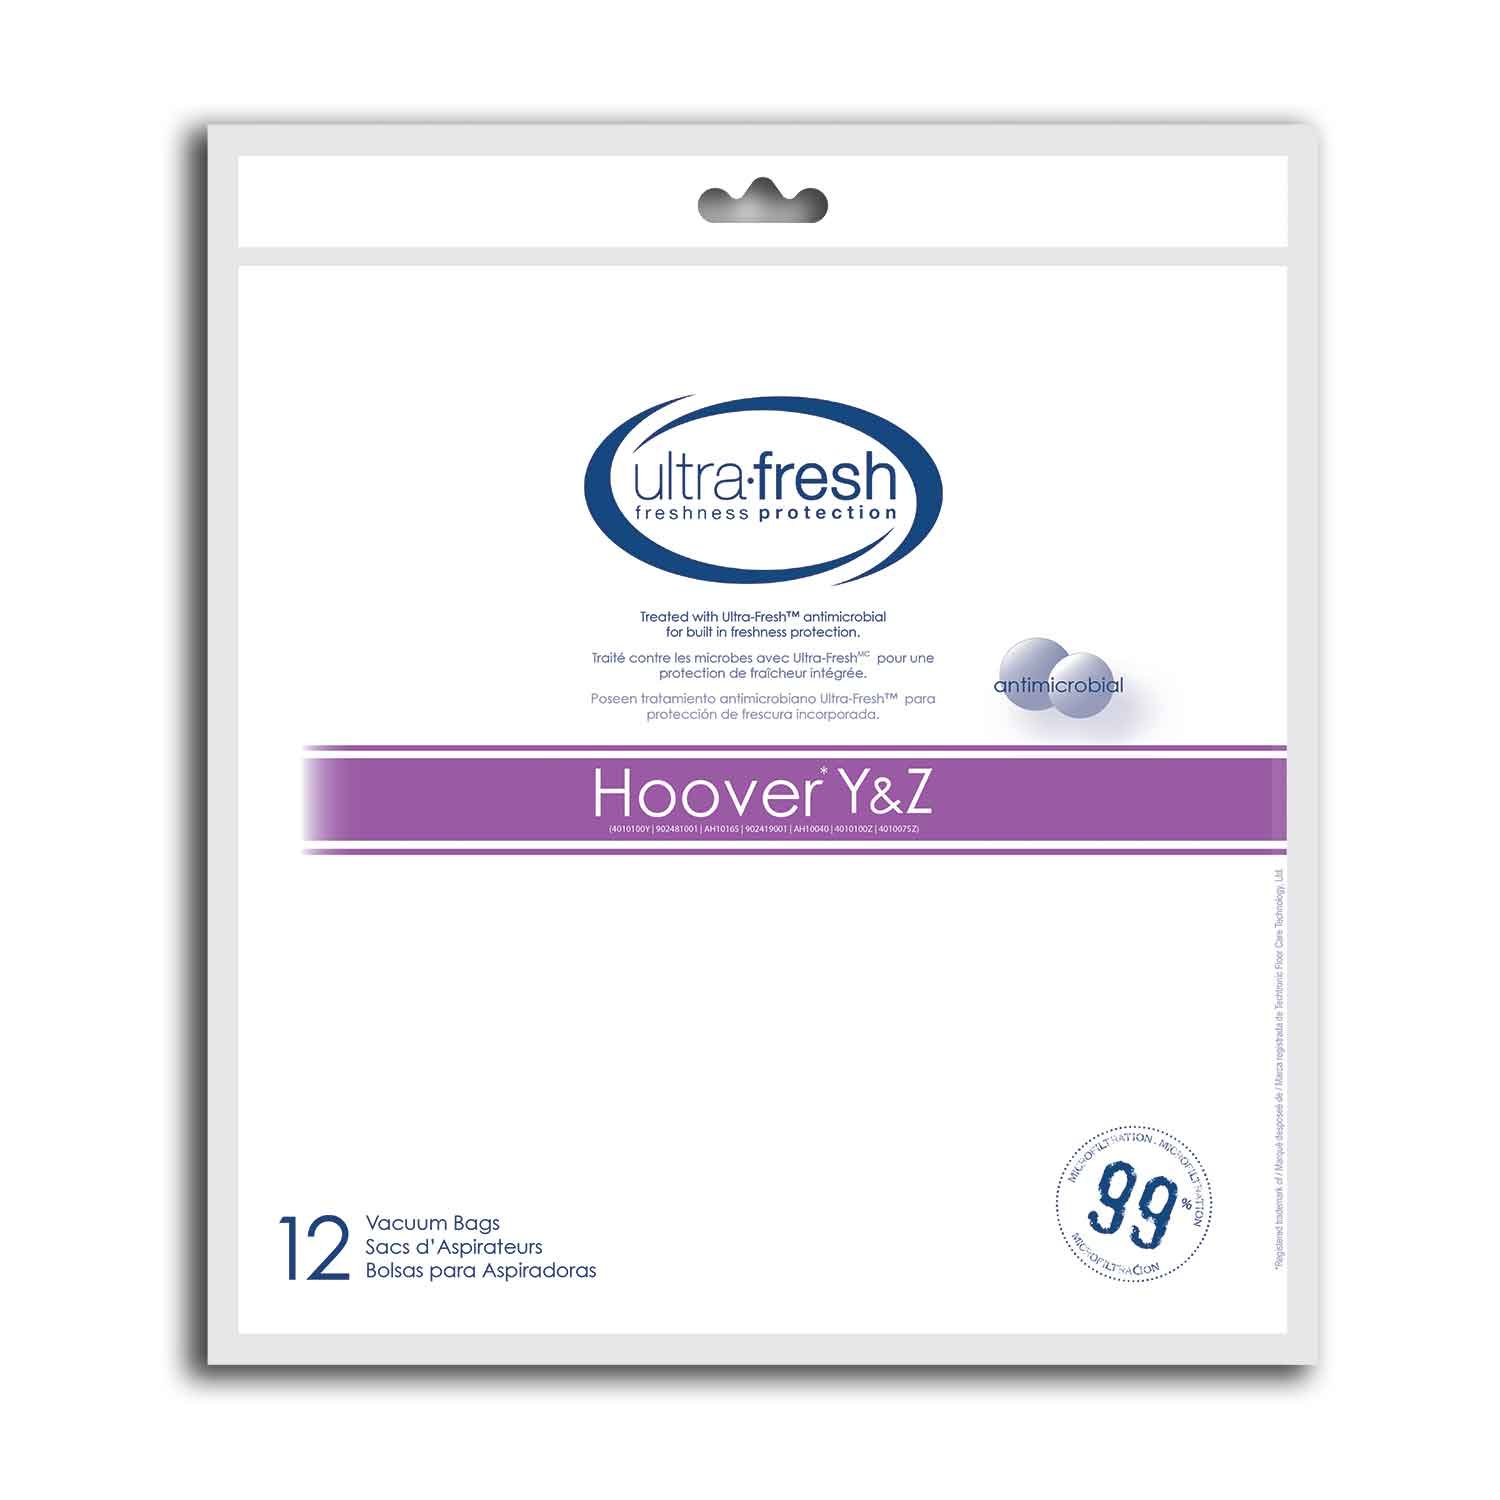 ultra·fresh
freshness protection
Treated with Ultra-Fresh™ antimicrobial
for built in freshness protection.
Traité contre les microbes avec Ultra-Fresh^MC pour une
protection de fraîcheur intégrée.
Poseen tratamiento antimicrobiano Ultra-Fresh™ para
protección de frescura incorporada.
antimicrobial
Hoover* Y&Z
(4010100Y | 902481001 | AH10165 | 902419001 | AH10040 | 4010100Z | 4010075Z)
*Registered trademark of / Marqué desposeé de / Marca registrada de Techtronic Floor Care Technology, Ltd.
12
Vacuum Bags
Sacs d'Aspirateurs
Bolsas para Aspiradoras
MICROFILTRATION . MICROFILTRATION
99%
MICROFILTRACIÓN